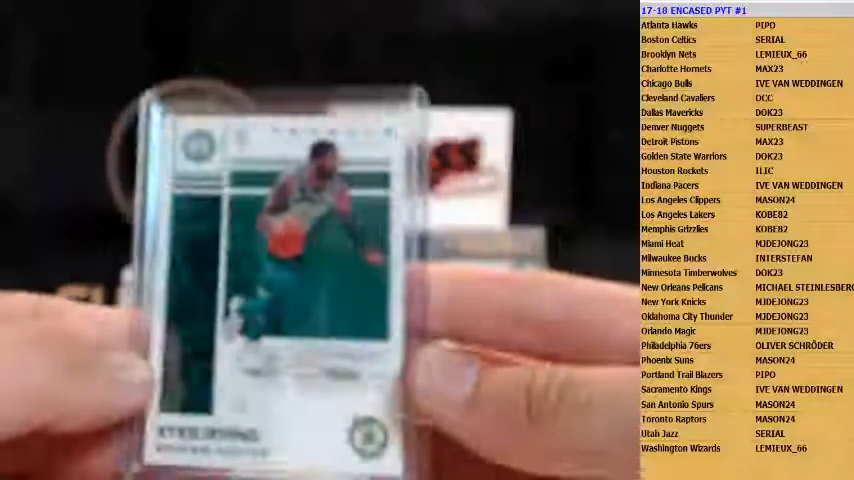 17-18 ENCASED PYT #1
Atlanta Hawks PIPO
Boston Celtics SERIAL
Brooklyn Nets LEMIEUX_66
Charlotte Hornets MAX23
Chicago Bulls IVE VAN WEDDINGEN
Cleveland Cavaliers OCC
Dallas Mavericks DOK23
Denver Nuggets SUPERBEAST
Detroit Pistons MAX23
Golden State Warriors DOK23
Houston Rockets ILIC
Indiana Pacers IVE VAN WEDDINGEN
Los Angeles Clippers MASON24
Los Angeles Lakers KOBE82
Memphis Grizzlies KOBE82
Miami Heat MJDEJONG23
Milwaukee Bucks INTERSTEFAN
Minnesota Timberwolves DOK23
New Orleans Pelicans MICHAEL STEINLESBERG
New York Knicks MJDEJONG23
Oklahoma City Thunder MJDEJONG23
Orlando Magic MJDEJONG23
Philadelphia 76ers OLIVER SCHRÖDER
Phoenix Suns MASON24
Portland Trail Blazers PIPO
Sacramento Kings IVE VAN WEDDINGEN
San Antonio Spurs MASON24
Toronto Raptors MASON24
Utah Jazz SERIAL
Washington Wizards LEMIEUX_66
KYRIE IRVING